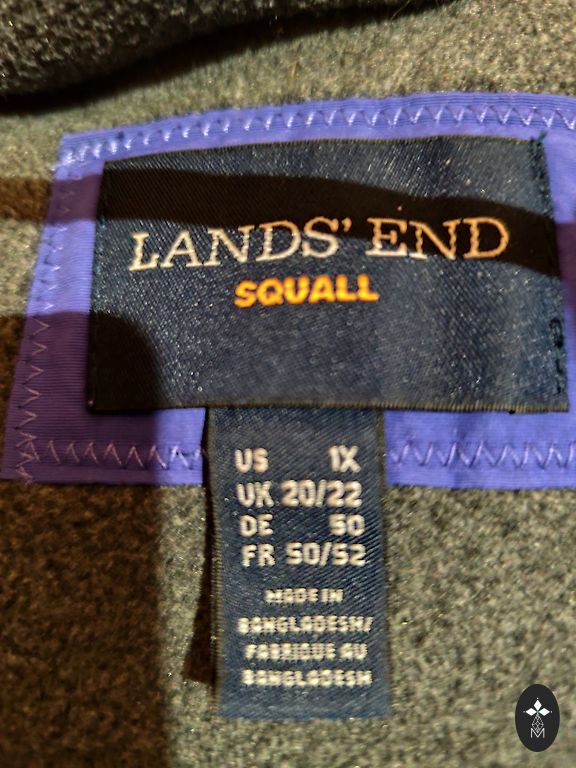 LANDS' END
SQUALL
US 1X
UK 20/22
DE 50
FR 50/52
MADE IN
BANGLADESH/
FABRIQUE AU
BANGLADESH
M